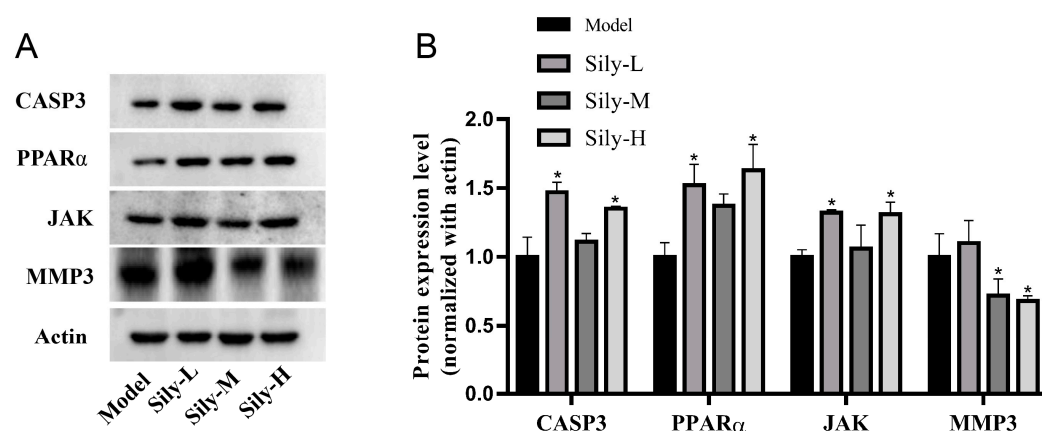 A
CASP3
PPARα
JAK
MMP3
Actin
Model
Sily-L
Sily-M
Sily-H
B
Model
Sily-L
Sily-M
Sily-H
Protein expression level
(normalized with actin)
2.0
1.5
1.0
0.5
0.0
* * * * * * * *
CASP3 PPARα JAK MMP3